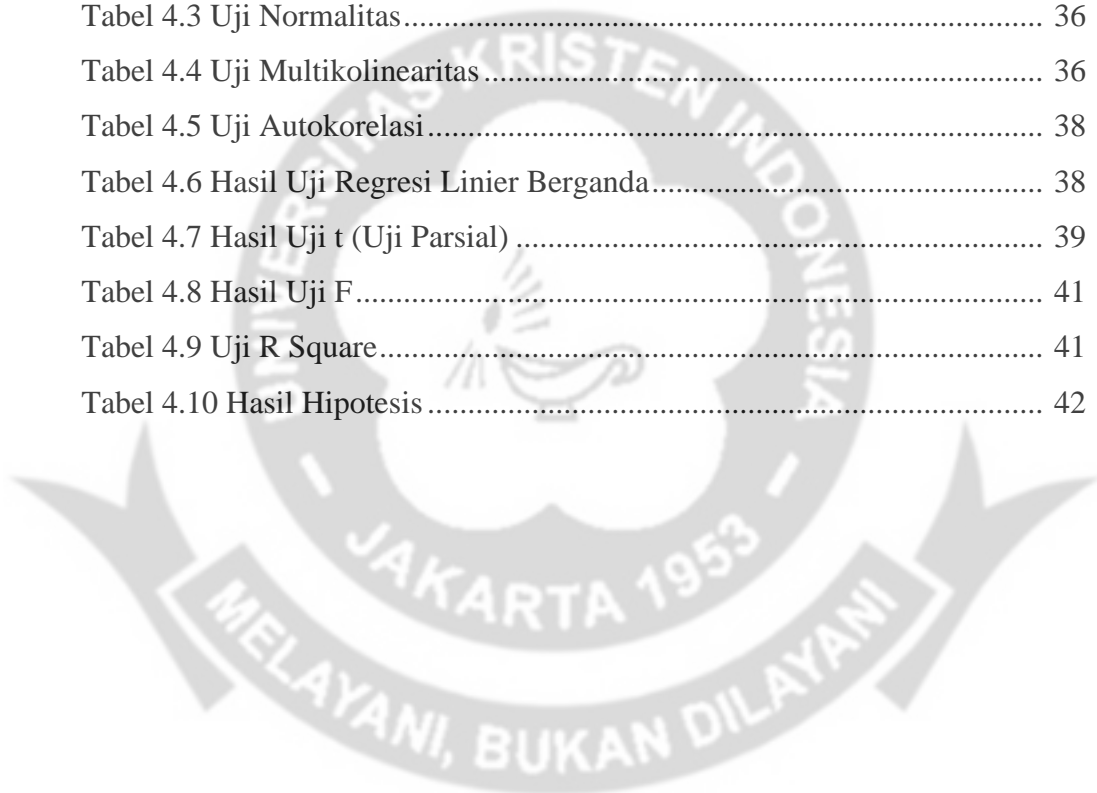 Tabel 4.3 Uji Normalitas.......................................................................................... 36
Tabel 4.4 Uji Multikolinearitas.............................................................................. 36
Tabel 4.5 Uji Autokorelasi..................................................................................... 38
Tabel 4.6 Hasil Uji Regresi Linier Berganda......................................................... 38
Tabel 4.7 Hasil Uji t (Uji Parsial) .......................................................................... 39
Tabel 4.8 Hasil Uji F.............................................................................................. 41
Tabel 4.9 Uji R Square........................................................................................... 41
Tabel 4.10 Hasil Hipotesis..................................................................................... 42
UNIVERSITAS KRISTEN INDONESIA
JAKARTA 1953
MELAYANI, BUKAN DILAYANI